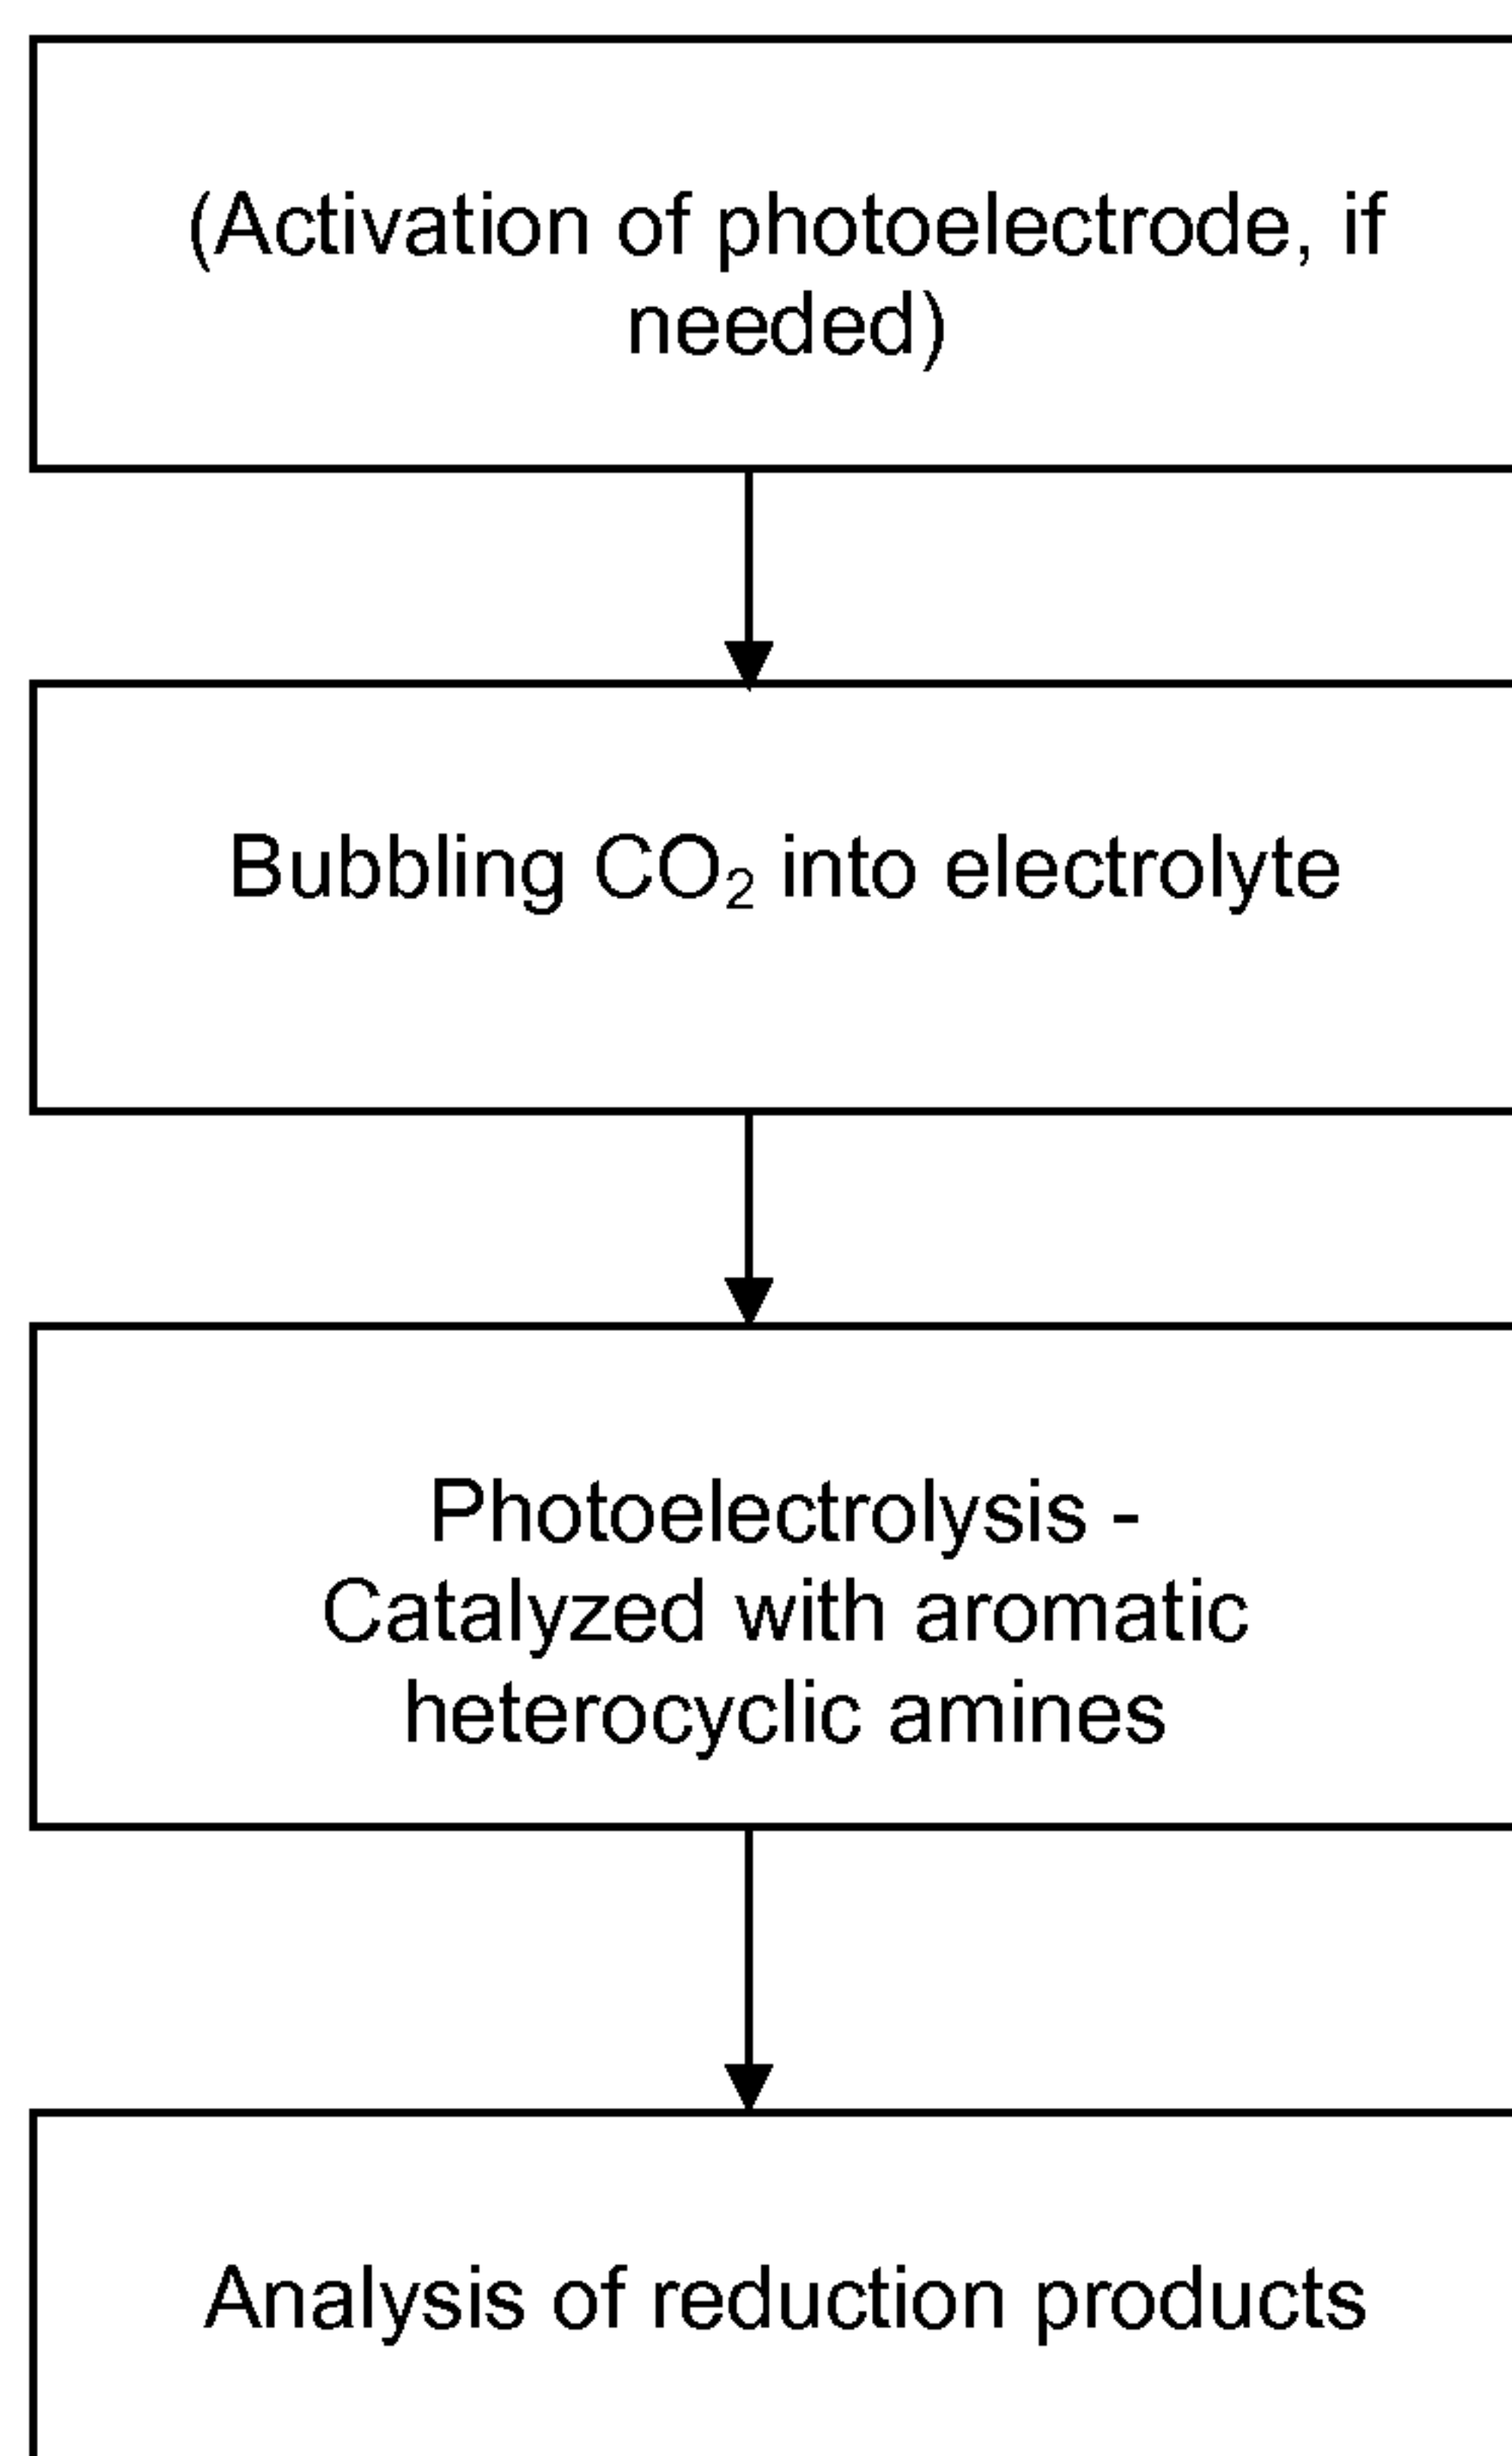 (Activation of photoelectrode, if
needed)
Bubbling CO₂ into electrolyte
Photoelectrolysis -
Catalyzed with aromatic
heterocyclic amines
Analysis of reduction products